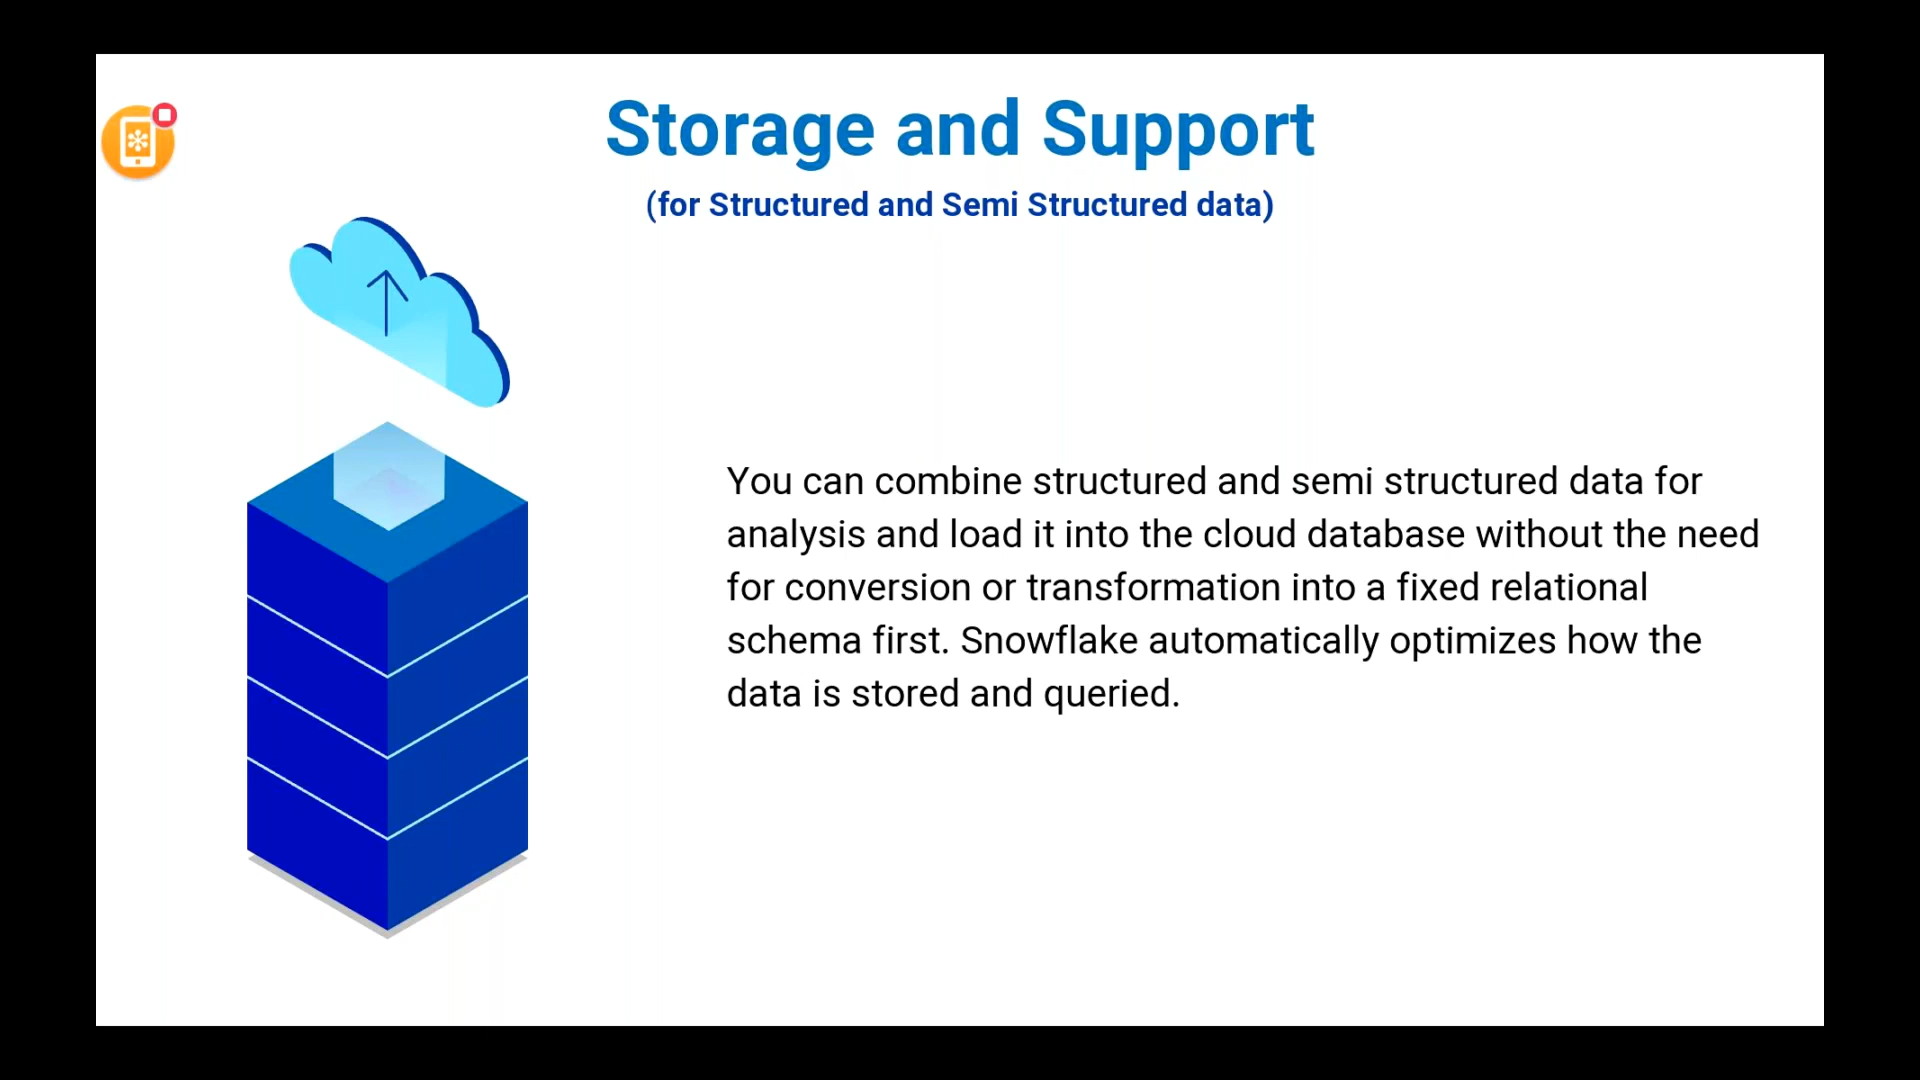 Storage and Support
(for Structured and Semi Structured data)
You can combine structured and semi structured data for
analysis and load it into the cloud database without the need
for conversion or transformation into a fixed relational
schema first. Snowflake automatically optimizes how the
data is stored and queried.